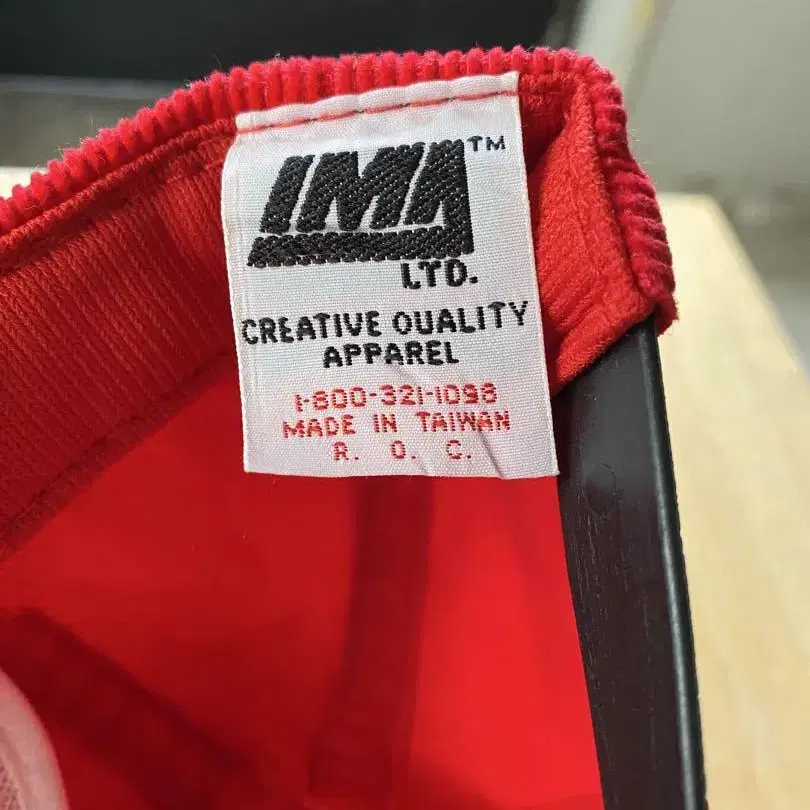 IMA™
LTD.
CREATIVE QUALITY
APPAREL
1-800-321-1098
MADE IN TAIWAN
R. O. C.